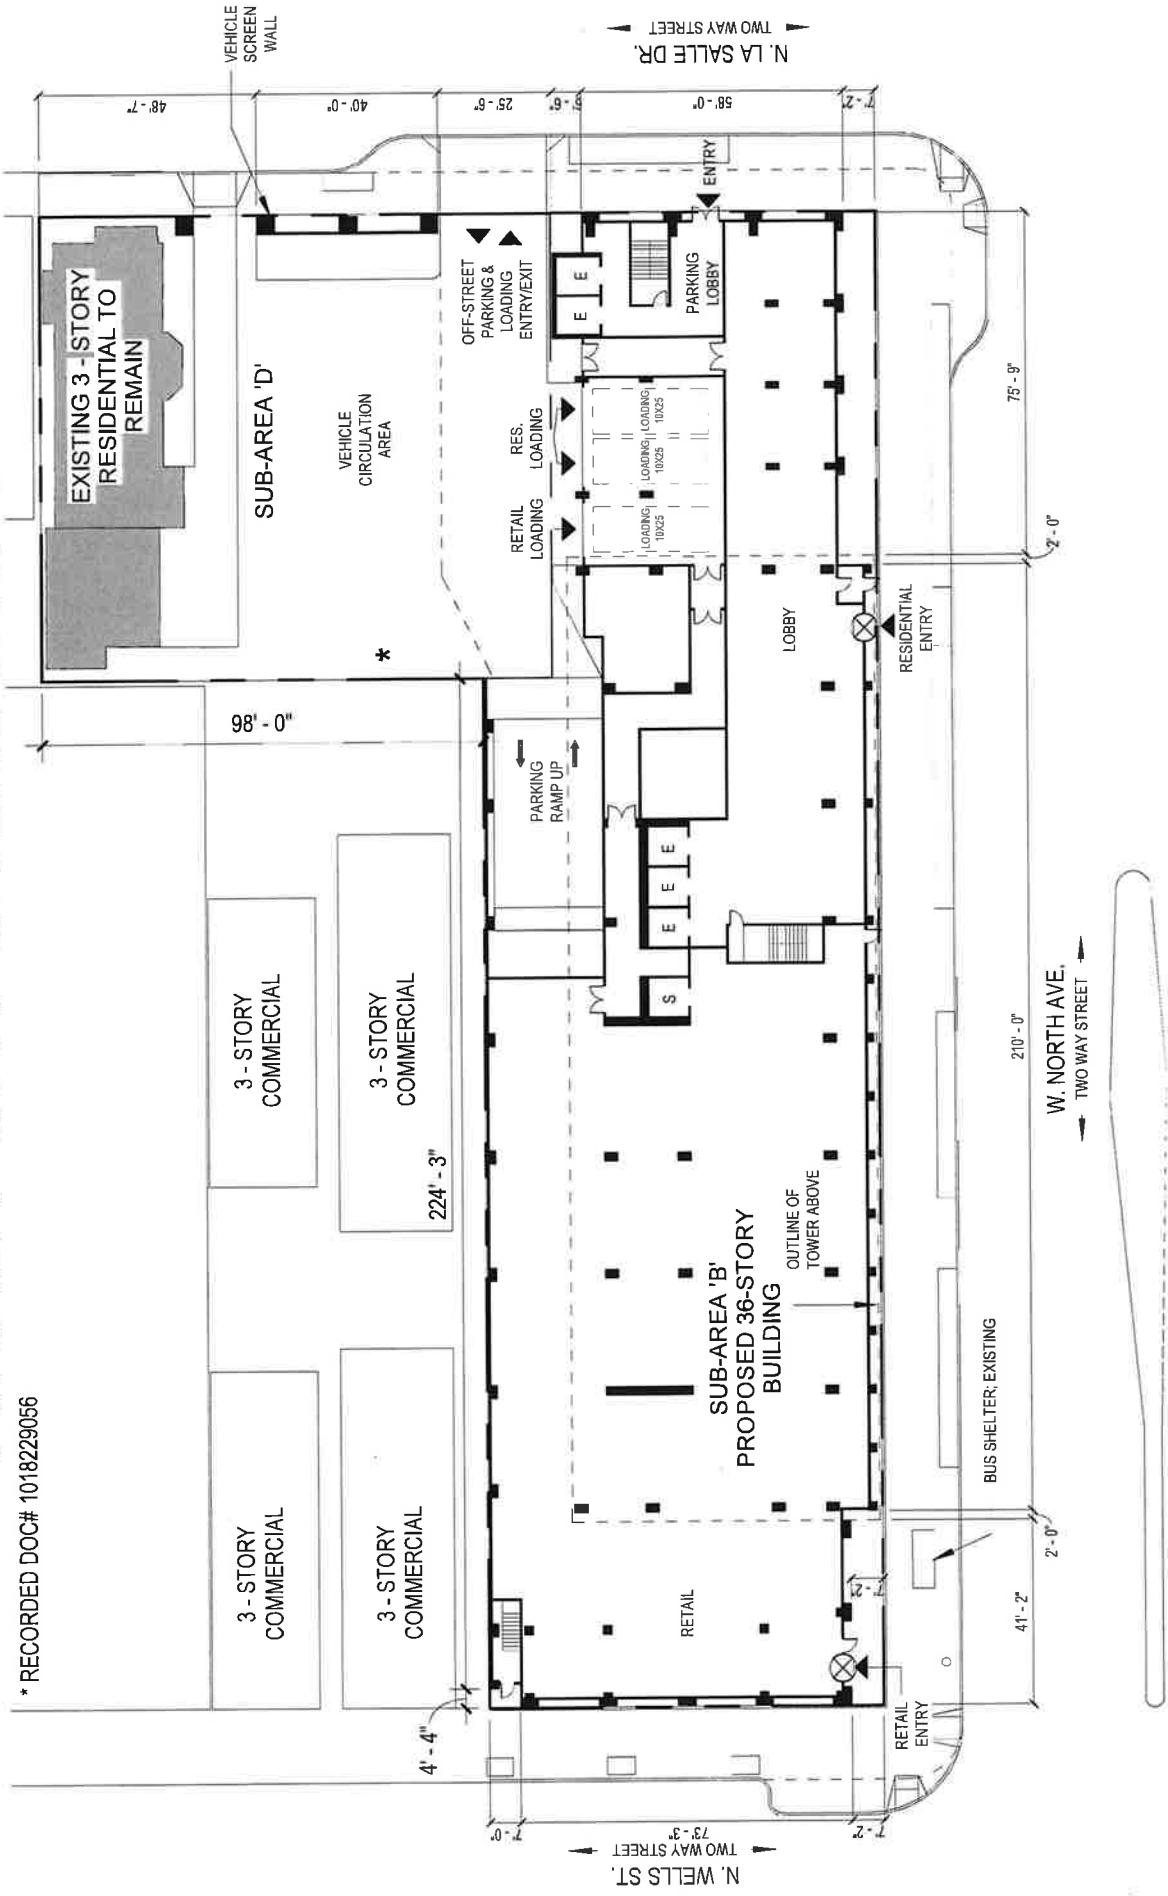 * RECORDED DOC# 1018229056
3 - STORY
COMMERCIAL
3 - STORY
COMMERCIAL
3 - STORY
COMMERCIAL
3 - STORY
COMMERCIAL
224' - 3"
98' - 0"
4' - 4"
EXISTING 3 - STORY
RESIDENTIAL TO
REMAIN
SUB-AREA 'D'
VEHICLE
CIRCULATION
AREA
*
VEHICLE
SCREEN
WALL
OFF-STREET
PARKING &
LOADING
ENTRY/EXIT
RETAIL
LOADING
RES.
LOADING
LOADING
10X25
LOADING
10X25
LOADING
10X25
E
E
PARKING
LOBBY
ENTRY
PARKING
RAMP UP
S
E
E
E
LOBBY
RESIDENTIAL
ENTRY
SUB-AREA 'B'
PROPOSED 36-STORY
BUILDING
OUTLINE OF
TOWER ABOVE
RETAIL
RETAIL
ENTRY
BUS SHELTER; EXISTING
7' - 2"
7' - 0"
73' - 3"
7' - 2"
N. WELLS ST.
TWO WAY STREET
41' - 2"
2' - 0"
210' - 0"
2' - 0"
75' - 9"
W. NORTH AVE.
TWO WAY STREET
48' - 7"
40' - 0"
25' - 6"
5' - 6"
58' - 0"
7' - 2"
N. LA SALLE DR.
TWO WAY STREET